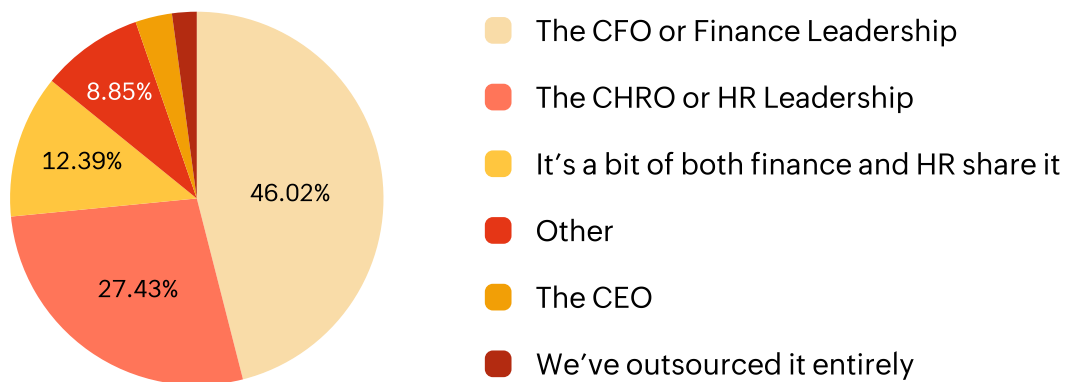 The CFO or Finance Leadership
The CHRO or HR Leadership
It’s a bit of both finance and HR share it
Other
The CEO
We’ve outsourced it entirely
8.85%
12.39%
46.02%
27.43%